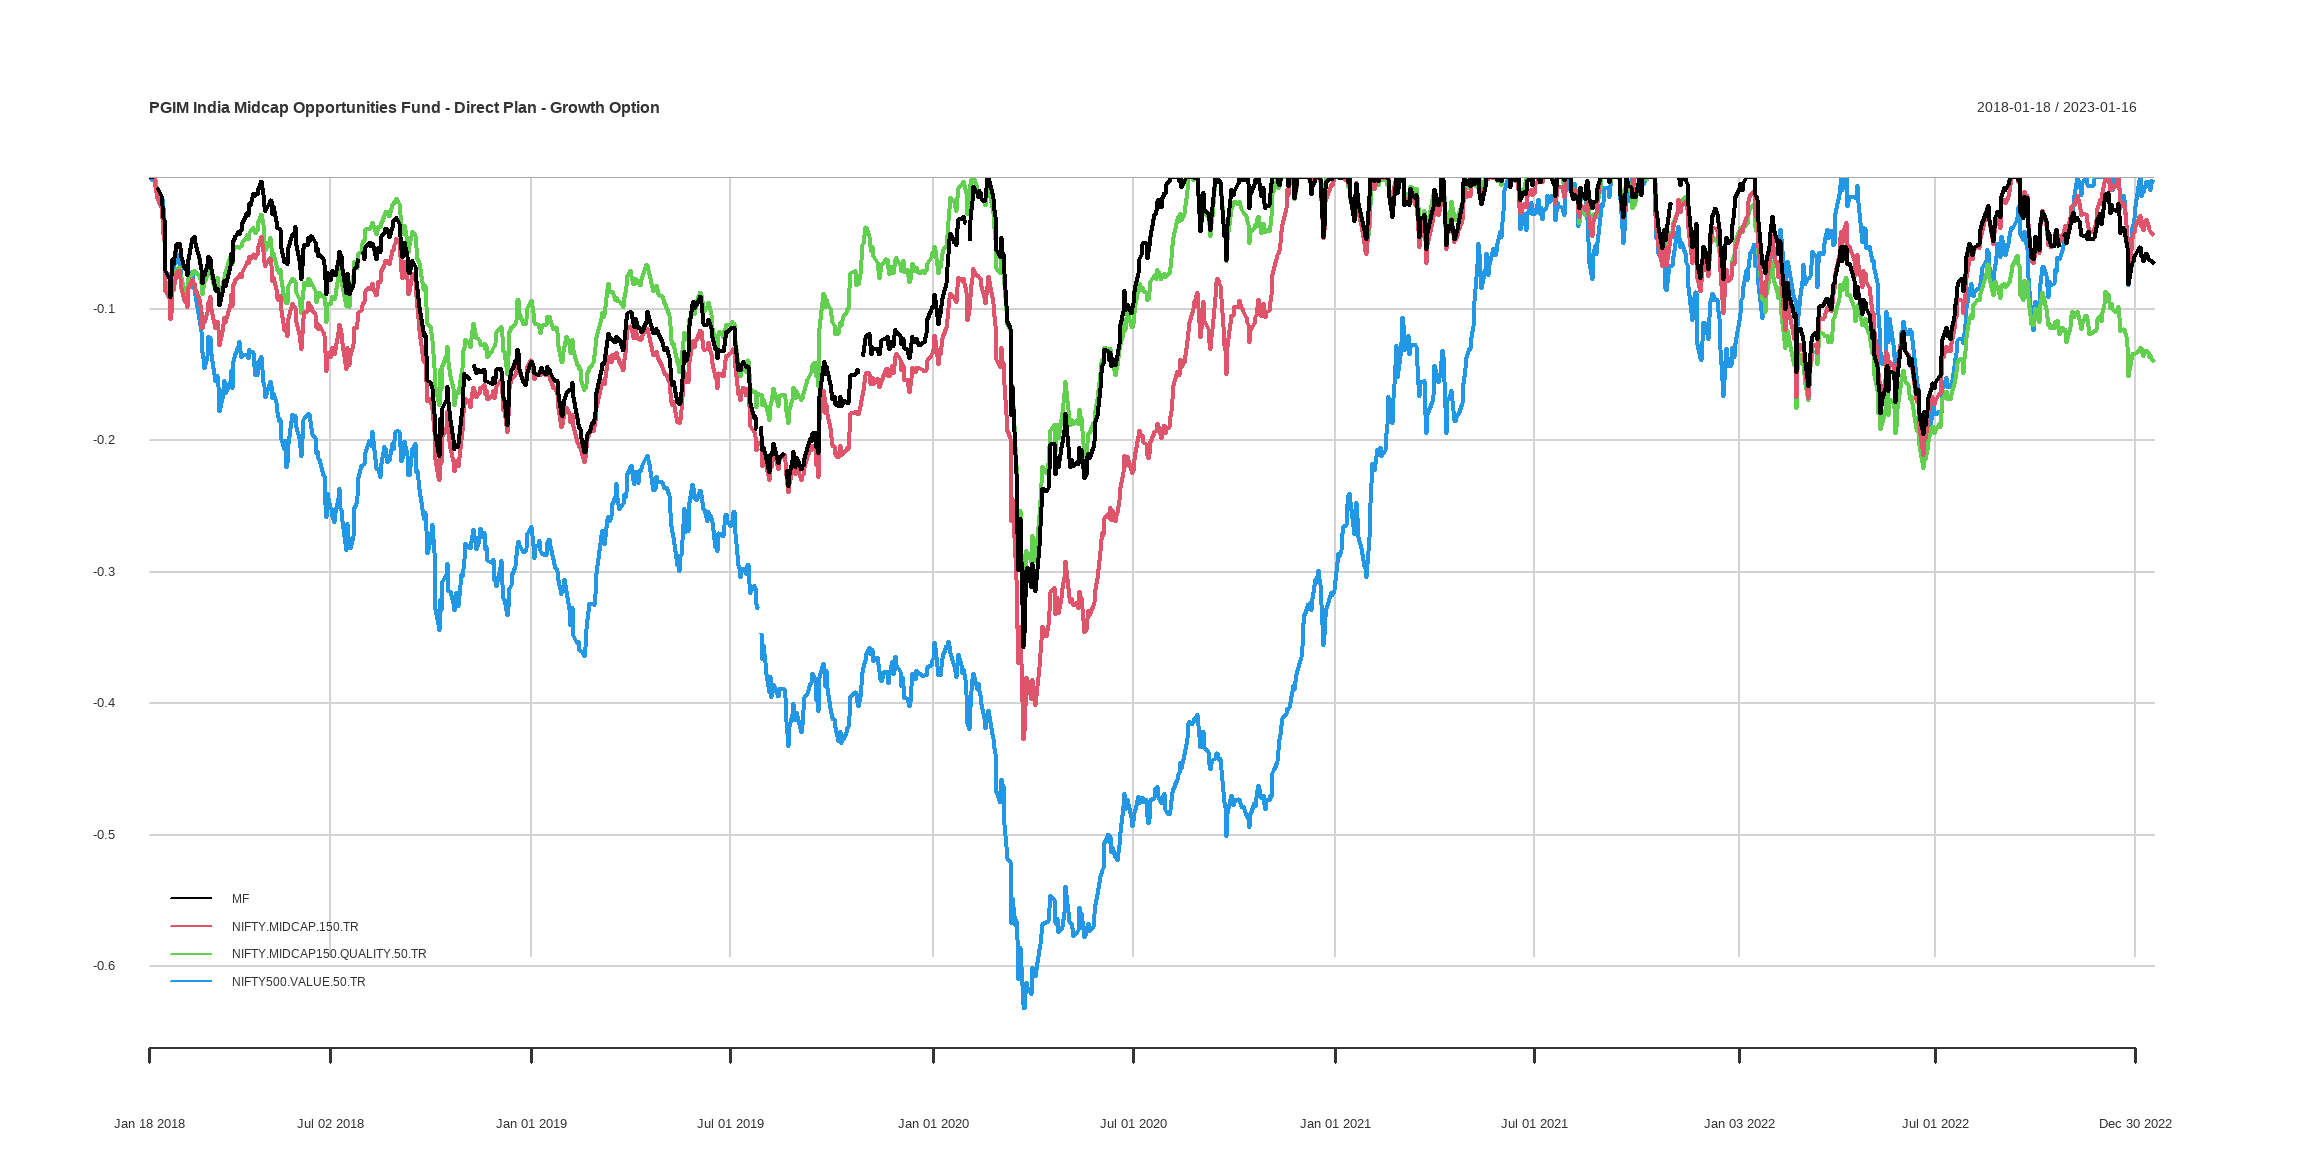 PGIM India Midcap Opportunities Fund - Direct Plan - Growth Option
2018-01-18 / 2023-01-16
-0.1
-0.2
-0.3
-0.4
-0.5
-0.6
MF
NIFTY.MIDCAP.150.TR
NIFTY.MIDCAP150.QUALITY.50.TR
NIFTY500.VALUE.50.TR
Jan 18 2018
Jul 02 2018
Jan 01 2019
Jul 01 2019
Jan 01 2020
Jul 01 2020
Jan 01 2021
Jul 01 2021
Jan 03 2022
Jul 01 2022
Dec 30 2022